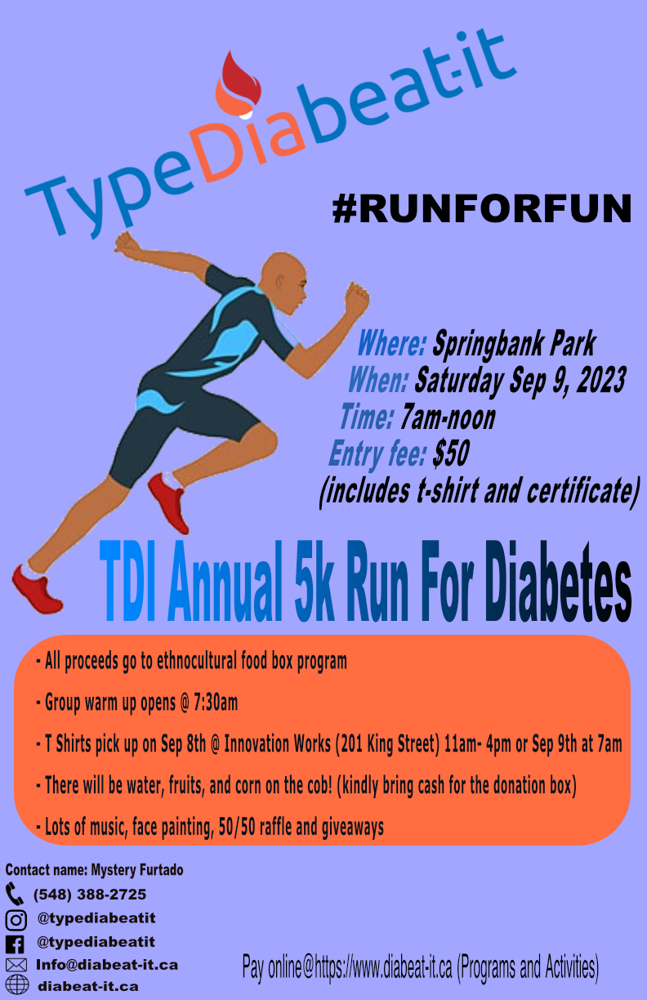 TypeDiabeat-it
#RUNFORFUN
Where: Springbank Park
When: Saturday Sep 9, 2023
Time: 7am-noon
Entry fee: $50
(includes t-shirt and certificate)
TDI Annual 5k Run For Diabetes
- All proceeds go to ethnocultural food box program
- Group warm up opens @ 7:30am
- T Shirts pick up on Sep 8th @ Innovation Works (201 King Street) 11am- 4pm or Sep 9th at 7am
- There will be water, fruits, and corn on the cob! (kindly bring cash for the donation box)
- Lots of music, face painting, 50/50 raffle and giveaways
Contact name: Mystery Furtado
(548) 388-2725
@typediabeatit
@typediabeatit
Info@diabeat-it.ca
diabeat-it.ca
Pay online@https://www.diabeat-it.ca (Programs and Activities)